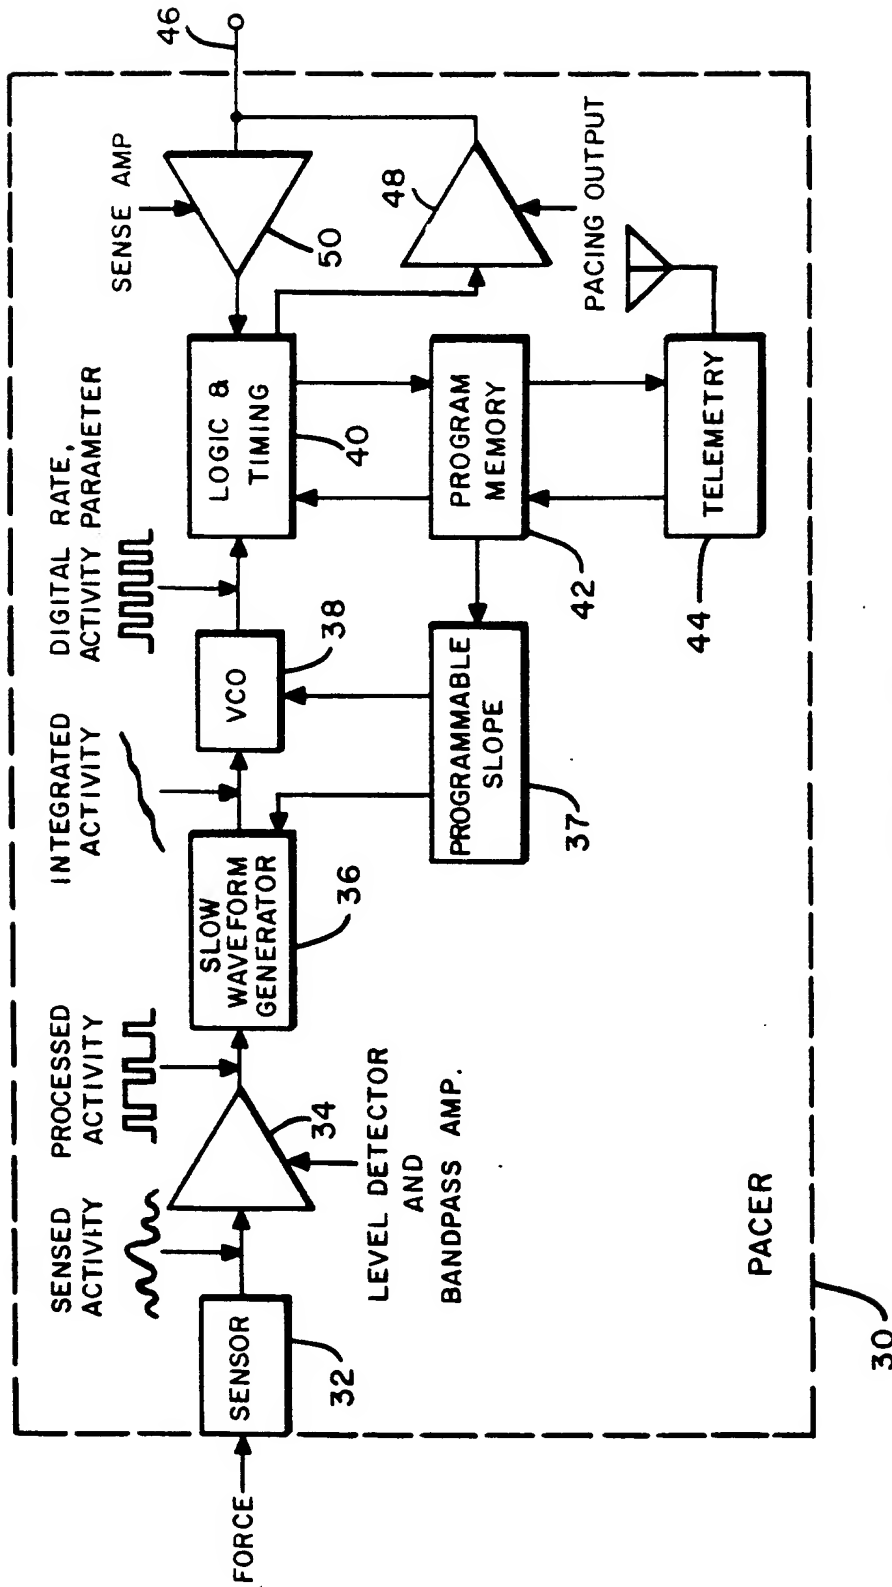 FORCE
SENSOR
32
SENSED
ACTIVITY
34
LEVEL DETECTOR
AND
BANDPASS AMP.
PROCESSED
ACTIVITY
SLOW
WAVEFORM
GENERATOR
36
INTEGRATED
ACTIVITY
VCO
38
PROGRAMMABLE
SLOPE
37
DIGITAL RATE,
ACTIVITY PARAMETER
LOGIC &
TIMING
40
PROGRAM
MEMORY
42
TELEMETRY
44
SENSE AMP
50
48
PACING OUTPUT
46
PACER
30